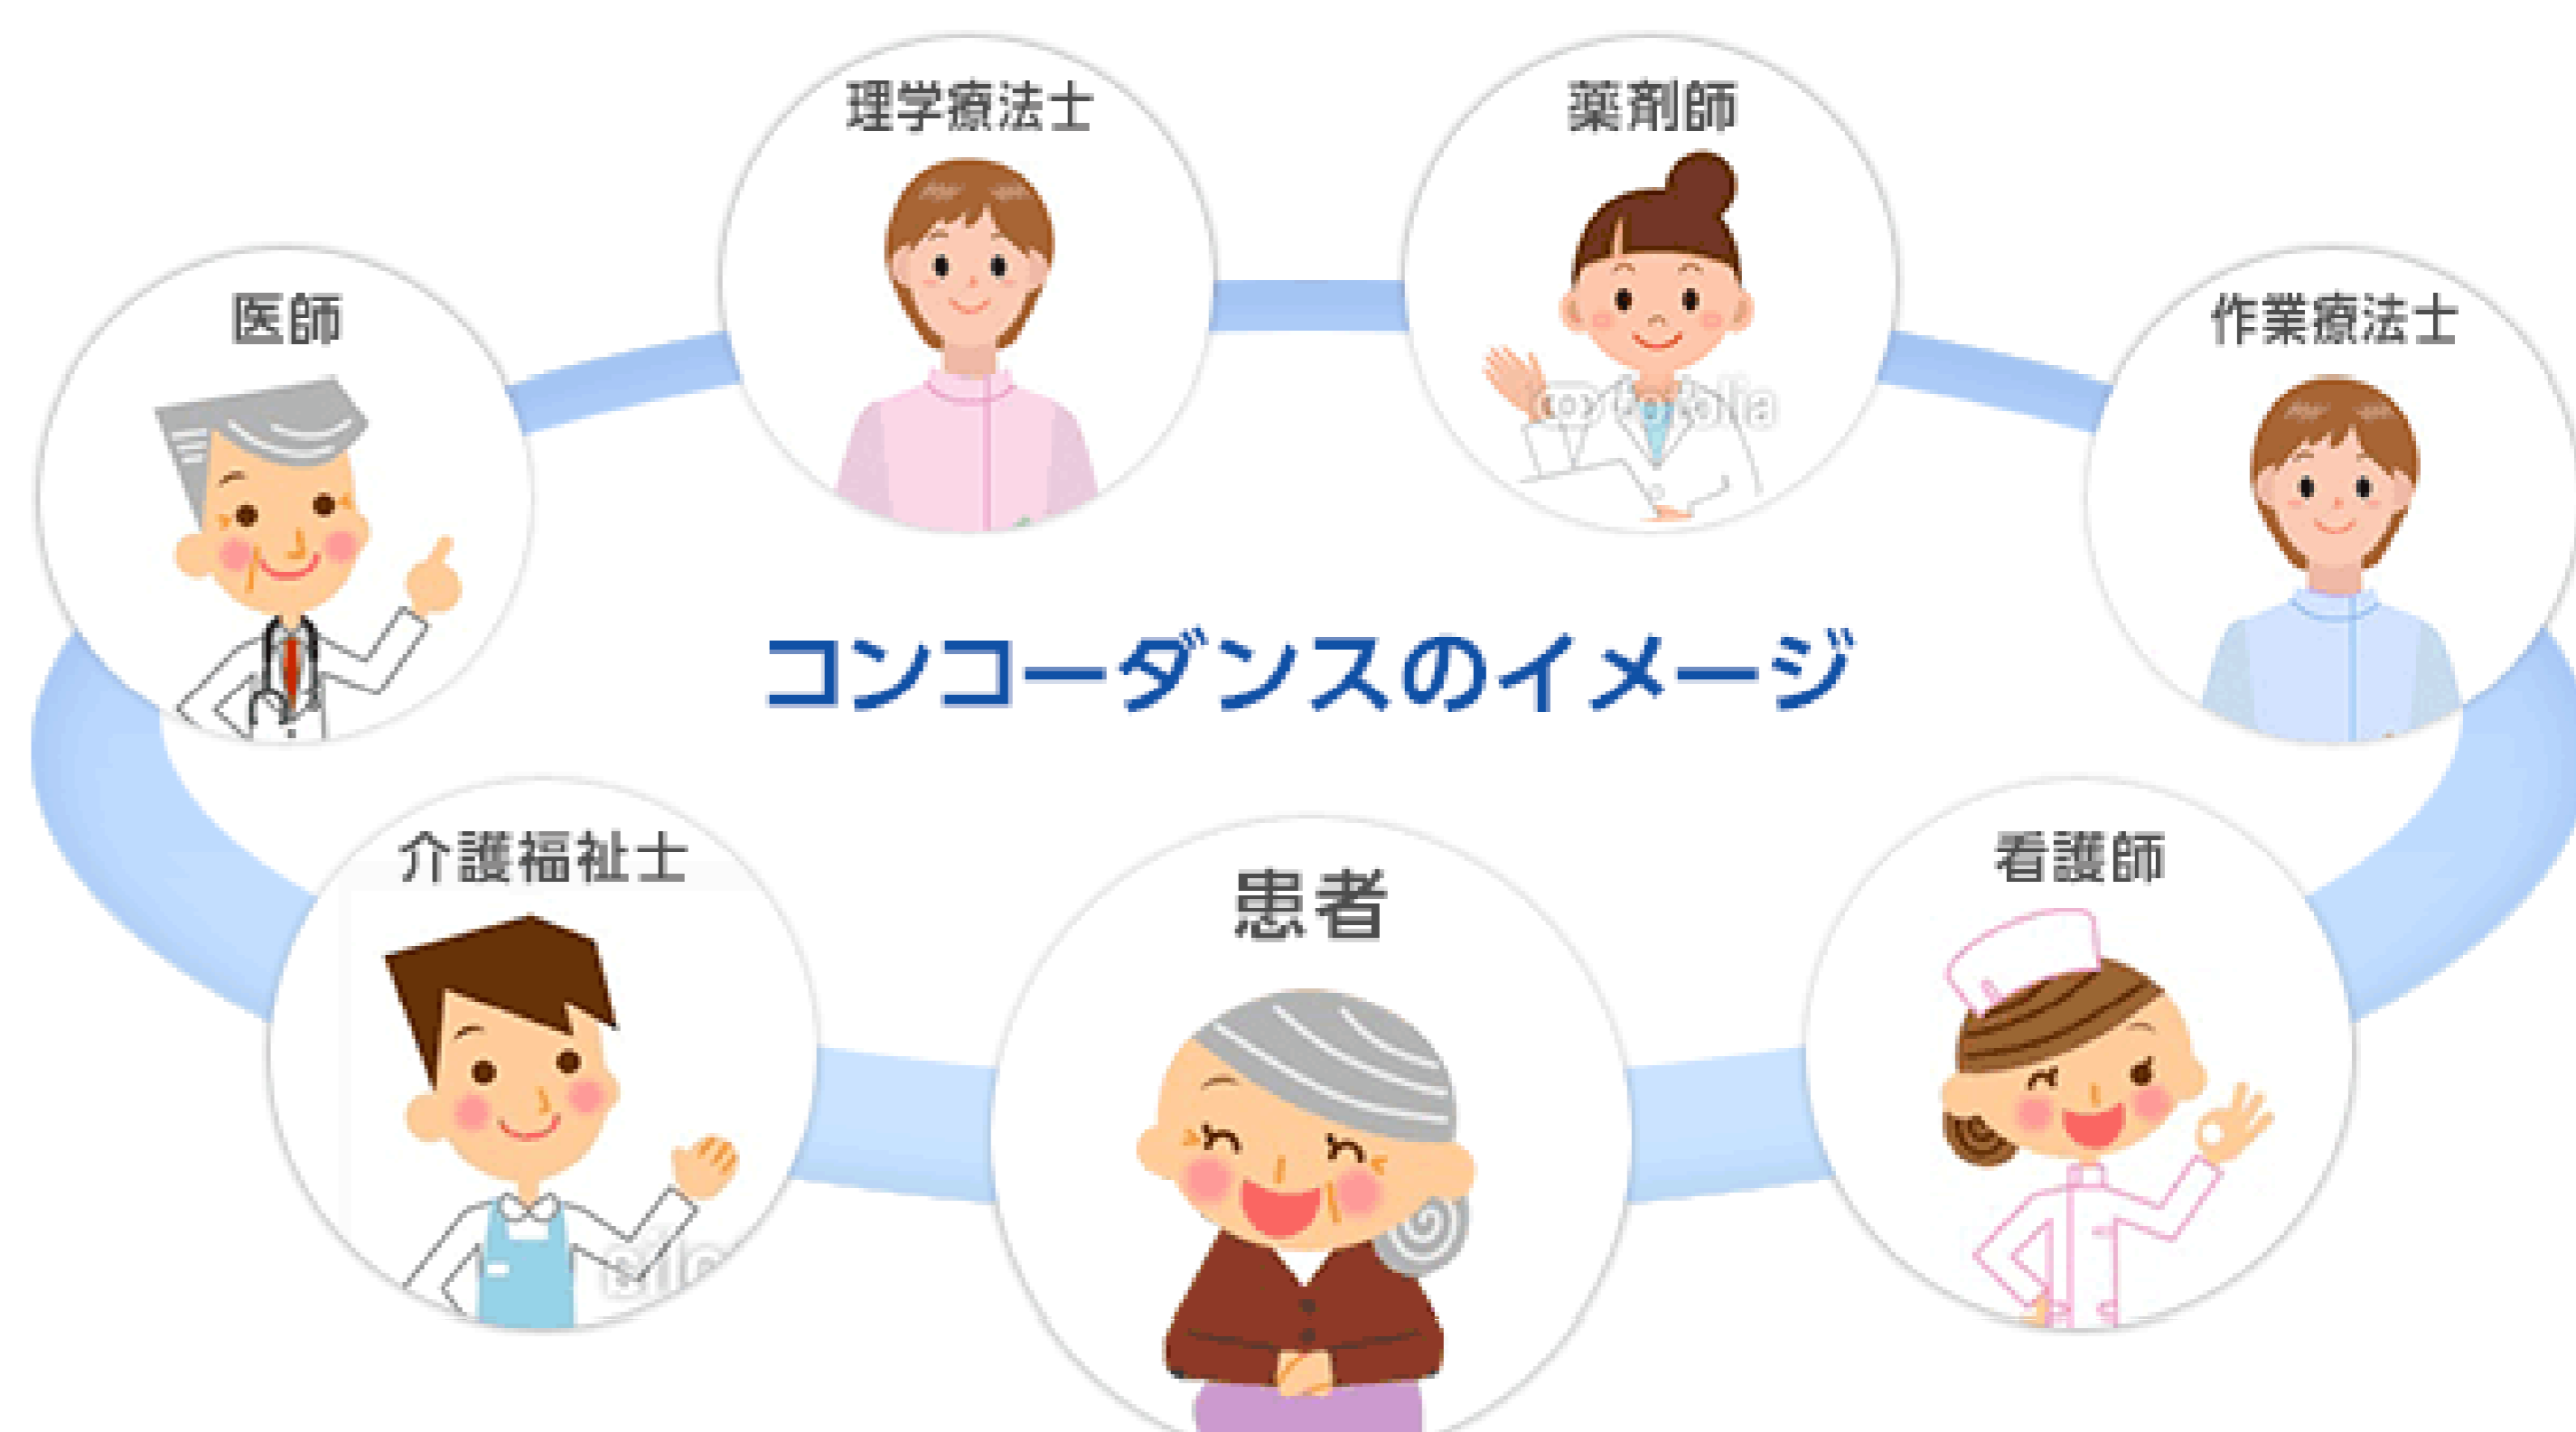 理学療法士
薬剤師
医師
作業療法士
コンコーダンスのイメージ
介護福祉士
患者
看護師